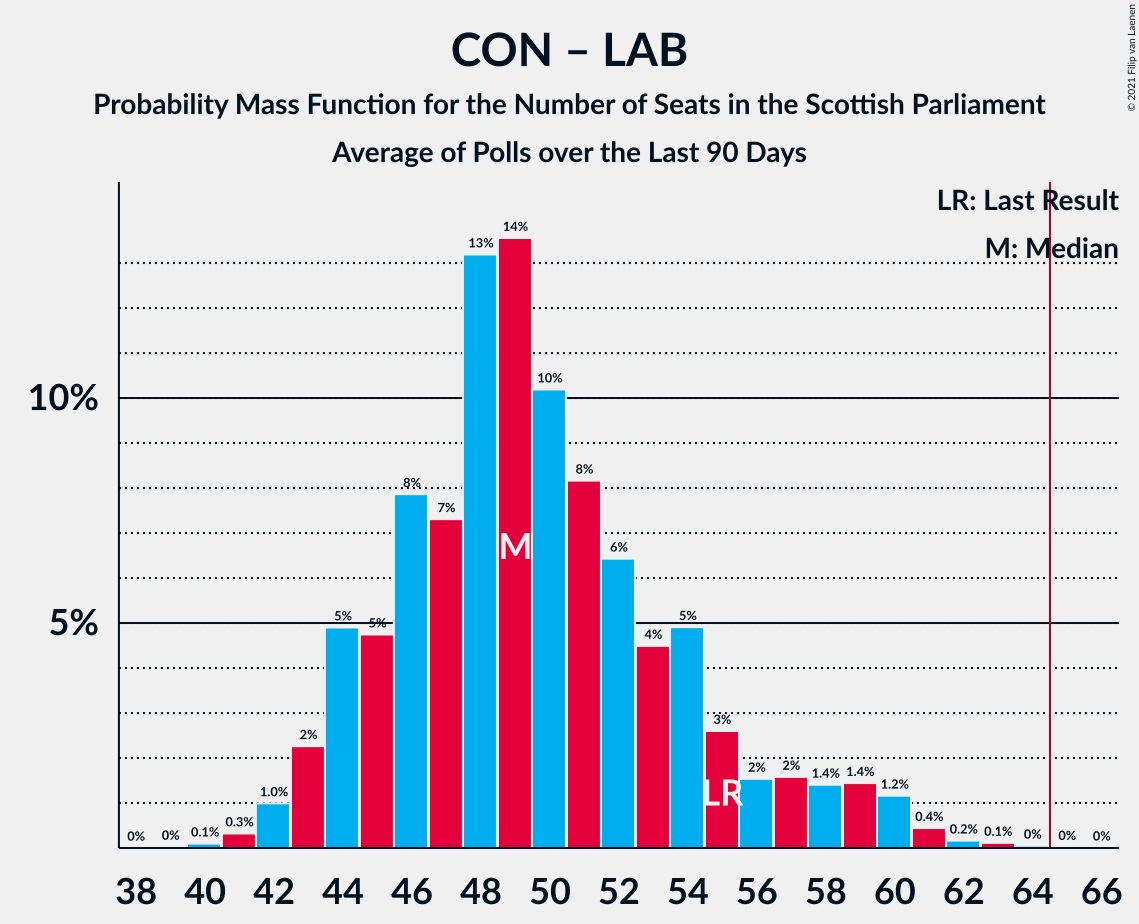 CON – LAB
Probability Mass Function for the Number of Seats in the Scottish Parliament
Average of Polls over the Last 90 Days
© 2021 Filip van Laenen
LR: Last Result
M: Median
10%
5%
0% 0% 0.1% 0.3% 1.0% 2% 5% 5% 8% 7% 13% 14% 10% 8% 6% 4% 5% 3% 2% 2% 1.4% 1.4% 1.2% 0.4% 0.2% 0.1% 0% 0% 0%
M
LR
38 40 42 44 46 48 50 52 54 56 58 60 62 64 66